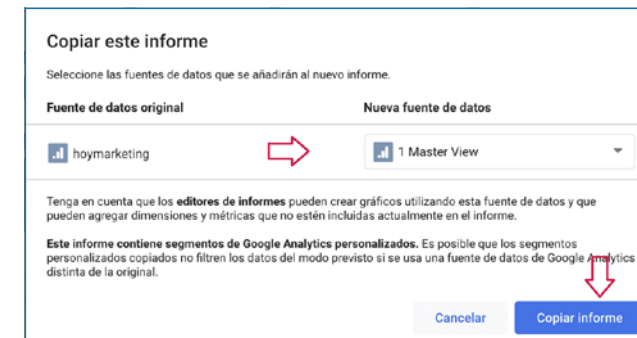 Copiar este informe
Seleccione las fuentes de datos que se añadirán al nuevo informe.
Fuente de datos original Nueva fuente de datos
hoymarketing 1 Master View
Tenga en cuenta que los editores de informes pueden crear gráficos utilizando esta fuente de datos y que
pueden agregar dimensiones y métricas que no estén incluidas actualmente en el informe.
Este informe contiene segmentos de Google Analytics personalizados. Es posible que los segmentos
personalizados copiados no filtren los datos del modo previsto si se usa una fuente de datos de Google Analytics
distinta de la original.
Cancelar Copiar informe